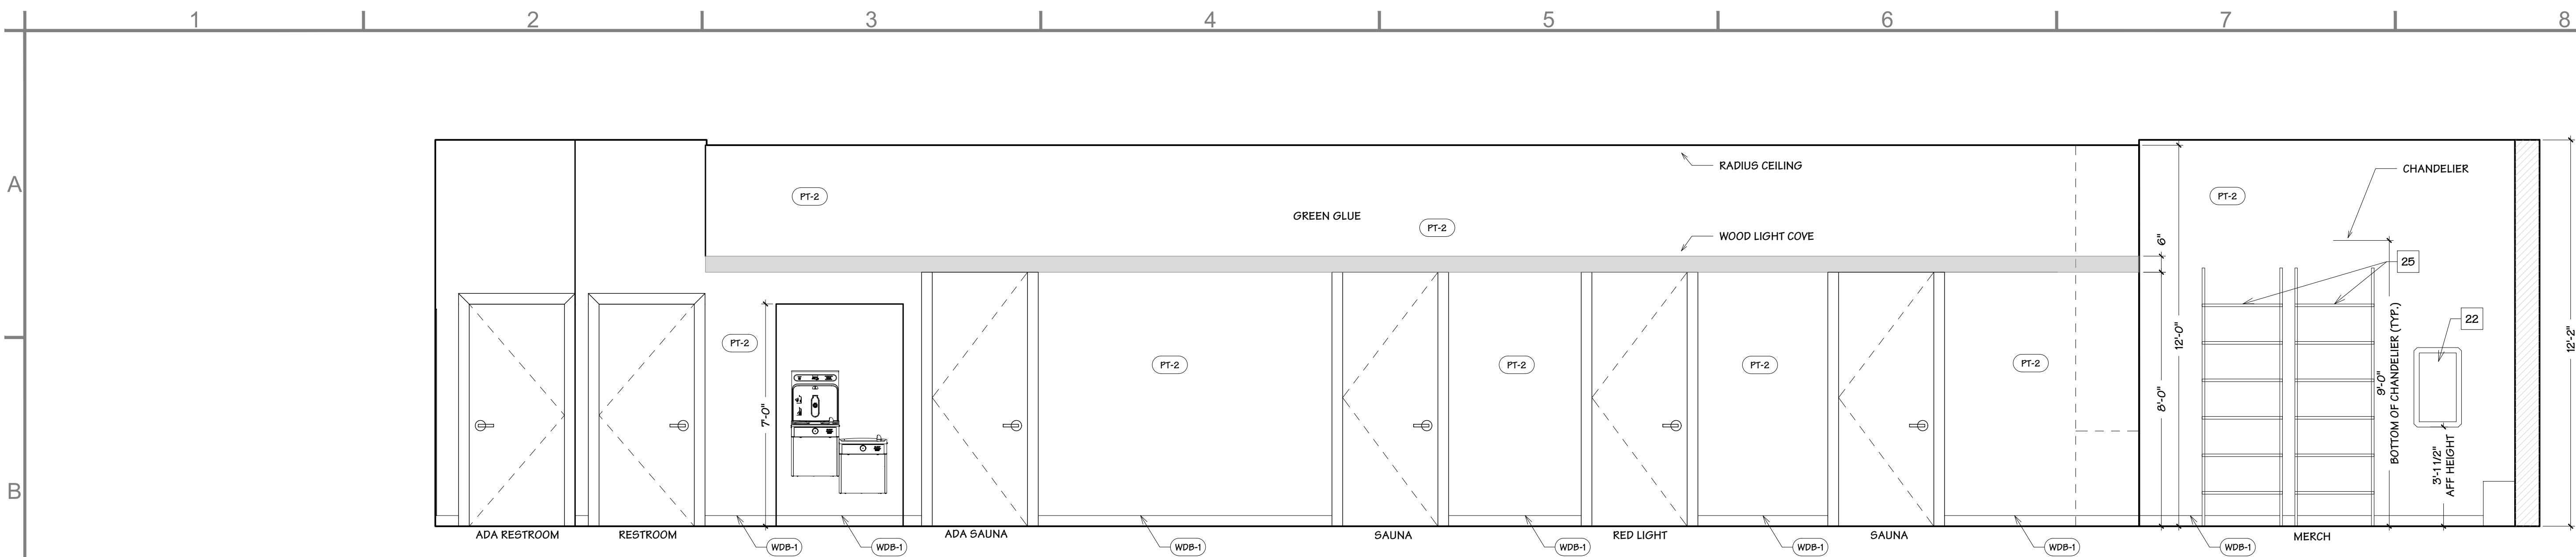 1 2 3 4 5 6 7 8
A
RADIUS CEILING
CHANDELIER
PT-2
PT-2
GREEN GLUE
PT-2
WOOD LIGHT COVE
6"
25
22
12'-0"
12'-2"
PT-2
PT-2
PT-2
PT-2
PT-2
8'-0"
9'-0"
BOTTOM OF CHANDELIER (TYP.)
7'-0"
3'-11 1/2"
AFF HEIGHT
B
ADA RESTROOM
RESTROOM
ADA SAUNA
SAUNA
RED LIGHT
SAUNA
MERCH
WDB-1
WDB-1
WDB-1
WDB-1
WDB-1
WDB-1
WDB-1